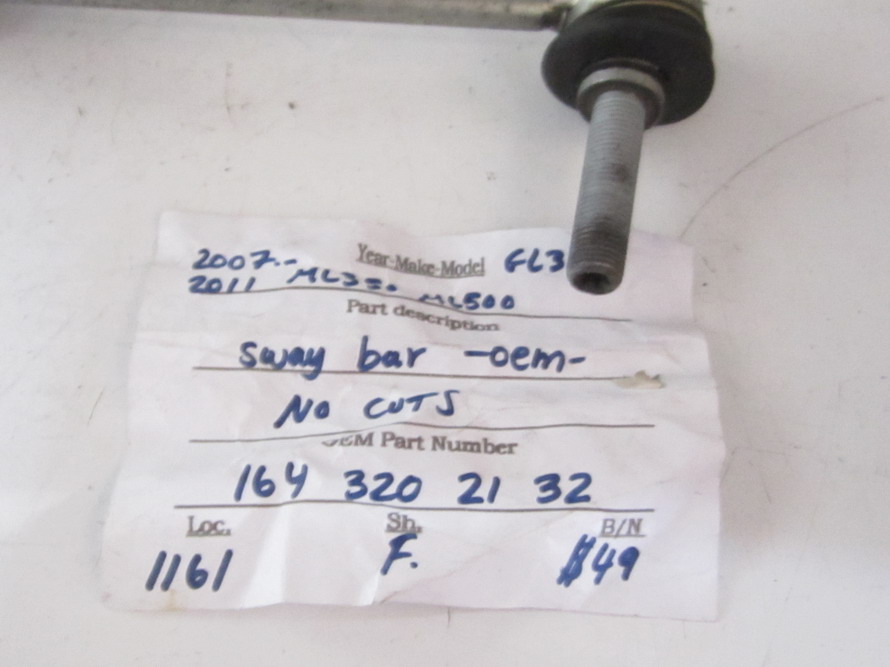 2007-- Year-Make-Model GL3
2011 ML350 ML500
Part description
sway bar -oem-
NO CUTS
OEM Part Number
164 320 21 32
Loc. Sh. B/N
1161 F. $49